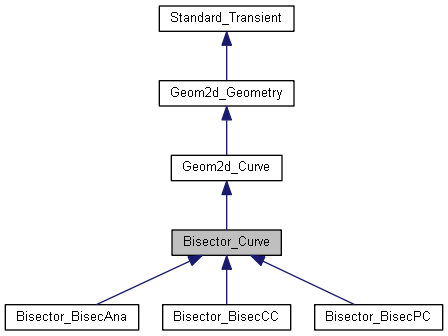 Standard_Transient
Geom2d_Geometry
Geom2d_Curve
Bisector_Curve
Bisector_BisecAna
Bisector_BisecCC
Bisector_BisecPC